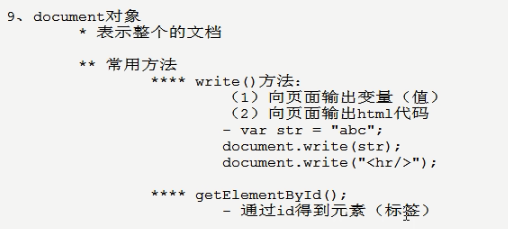 9、document对象
* 表示整个的文档
** 常用方法
**** write()方法：
（1）向页面输出变量（值）
（2）向页面输出html代码
- var str = "abc";
document.write(str);
document.write("<hr/>");
**** getElementById();
- 通过id得到元素（标签）